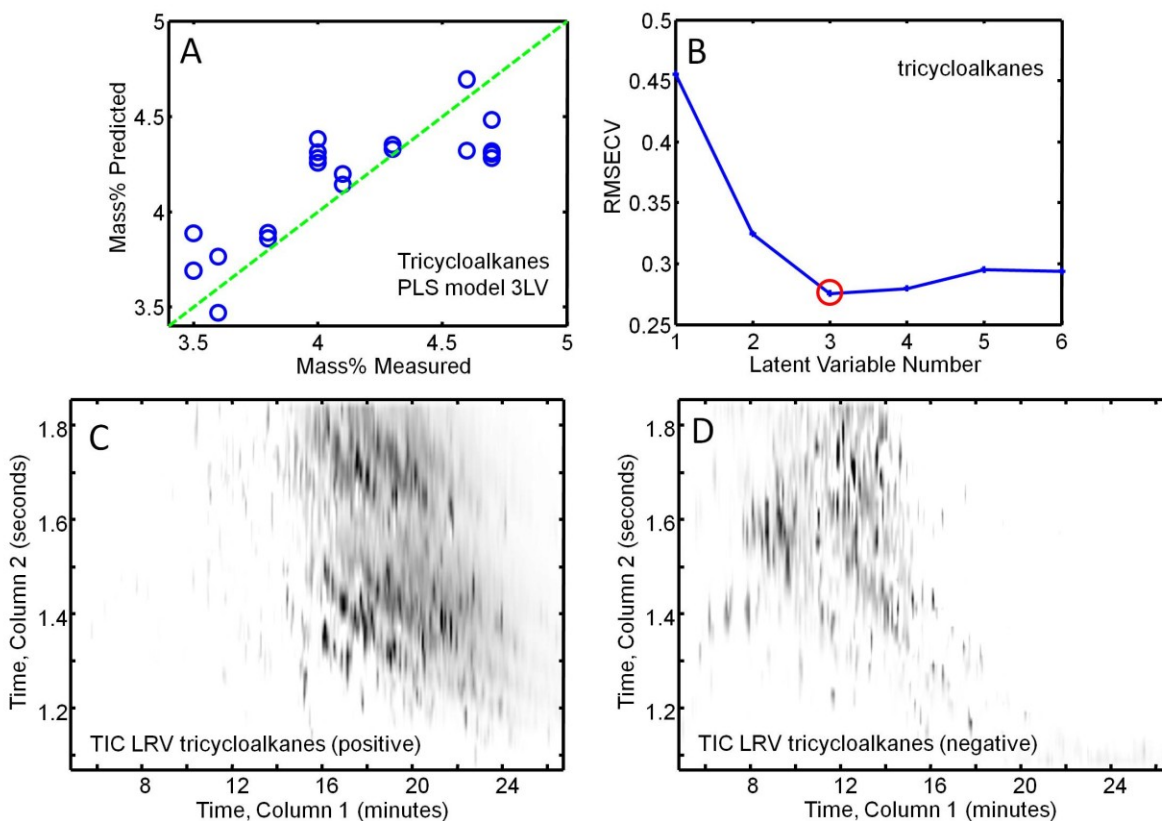 A
Mass% Predicted
5
4.5
4
3.5
3.5
4
4.5
5
Mass% Measured
Tricycloalkanes
PLS model 3LV
B
tricycloalkanes
RMSECV
0.5
0.45
0.4
0.35
0.3
0.25
1
2
3
4
5
6
Latent Variable Number
C
Time, Column 2 (seconds)
1.8
1.6
1.4
1.2
TIC LRV tricycloalkanes (positive)
8
12
16
20
24
Time, Column 1 (minutes)
D
Time, Column 2 (seconds)
1.8
1.6
1.4
1.2
TIC LRV tricycloalkanes (negative)
8
12
16
20
24
Time, Column 1 (minutes)